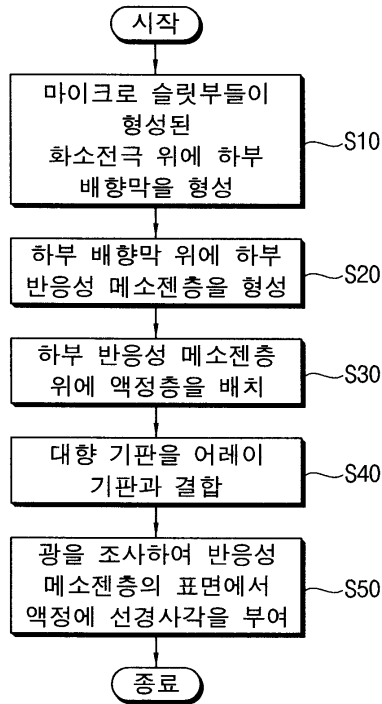 시작
마이크로 슬릿부들이
형성된
화소전극 위에 하부
배향막을 형성
S10
하부 배향막 위에 하부
반응성 메소젠층을 형성
S20
하부 반응성 메소젠층
위에 액정층을 배치
S30
대향 기판을 어레이
기판과 결합
S40
광을 조사하여 반응성
메소젠층의 표면에서
액정에 선경사각을 부여
S50
종료